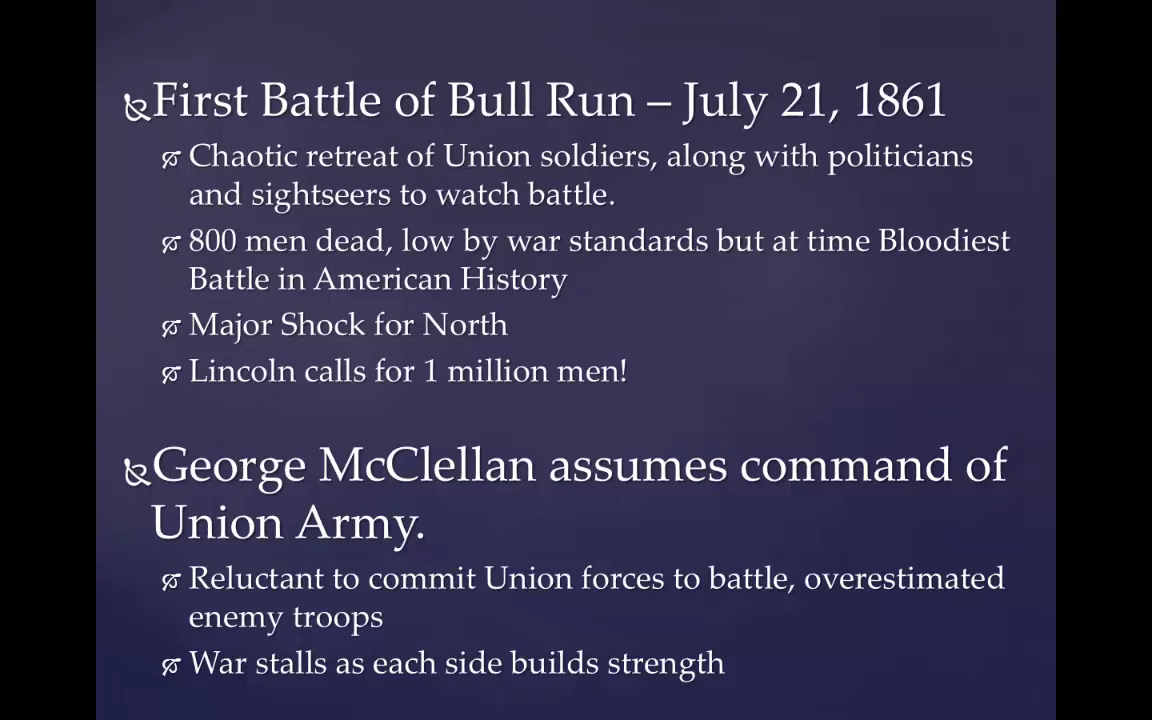 First Battle of Bull Run – July 21, 1861
Chaotic retreat of Union soldiers, along with politicians
and sightseers to watch battle.
800 men dead, low by war standards but at time Bloodiest
Battle in American History
Major Shock for North
Lincoln calls for 1 million men!
George McClellan assumes command of
Union Army.
Reluctant to commit Union forces to battle, overestimated
enemy troops
War stalls as each side builds strength